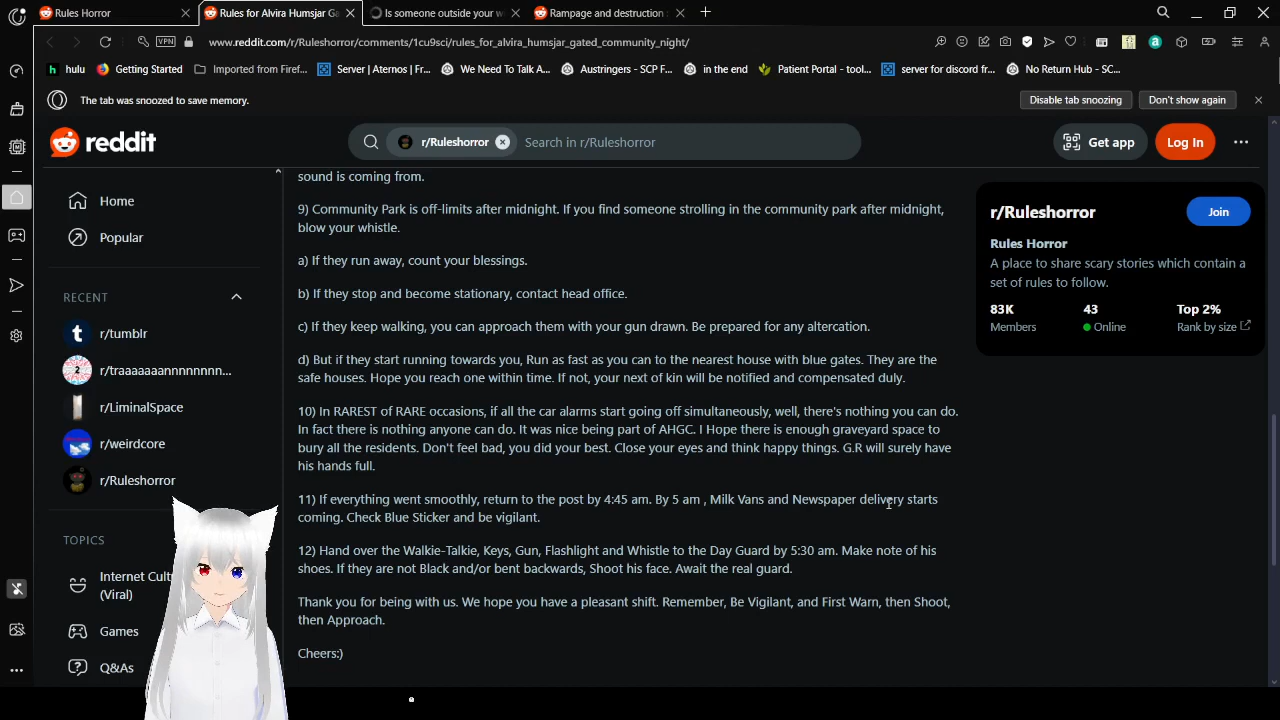 Rules Horror
Rules for Alvira Humsjar Ga
Is someone outside your w
Rampage and destruction
VPN
www.reddit.com/r/Ruleshorror/comments/1cu9sci/rules_for_alvira_humsjar_gated_community_night/
hulu
Getting Started
Imported from Firef...
Server | Aternos | Fr...
We Need To Talk A...
Austringers - SCP F...
in the end
Patient Portal - tool...
server for discord fr...
No Return Hub - SC...
The tab was snoozed to save memory.
Disable tab snoozing
Don't show again
reddit
r/Ruleshorror
Search in r/Ruleshorror
Get app
Log In
Home
Popular
RECENT
r/tumblr
r/traaaaaaannnnnnnnn...
r/LiminalSpace
r/weirdcore
r/Ruleshorror
TOPICS
Internet Cult
(Viral)
Games
Q&As
sound is coming from.
9) Community Park is off-limits after midnight. If you find someone strolling in the community park after midnight,
blow your whistle.
a) If they run away, count your blessings.
b) If they stop and become stationary, contact head office.
c) If they keep walking, you can approach them with your gun drawn. Be prepared for any altercation.
d) But if they start running towards you, Run as fast as you can to the nearest house with blue gates. They are the
safe houses. Hope you reach one within time. If not, your next of kin will be notified and compensated duly.
10) In RAREST of RARE occasions, if all the car alarms start going off simultaneously, well, there's nothing you can do.
In fact there is nothing anyone can do. It was nice being part of AHGC. I Hope there is enough graveyard space to
bury all the residents. Don't feel bad, you did your best. Close your eyes and think happy things. G.R will surely have
his hands full.
11) If everything went smoothly, return to the post by 4:45 am. By 5 am , Milk Vans and Newspaper delivery starts
coming. Check Blue Sticker and be vigilant.
12) Hand over the Walkie-Talkie, Keys, Gun, Flashlight and Whistle to the Day Guard by 5:30 am. Make note of his
shoes. If they are not Black and/or bent backwards, Shoot his face. Await the real guard.
Thank you for being with us. We hope you have a pleasant shift. Remember, Be Vigilant, and First Warn, then Shoot,
then Approach.
Cheers:)
r/Ruleshorror
Join
Rules Horror
A place to share scary stories which contain a
set of rules to follow.
83K
43
Top 2%
Members
Online
Rank by size